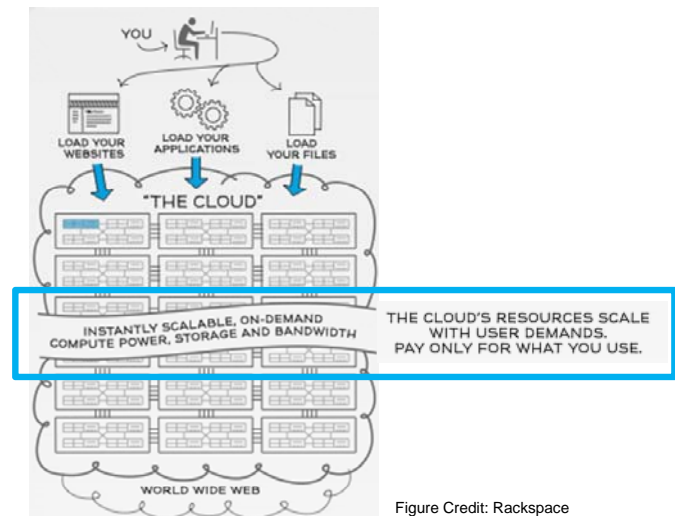 YOU
LOAD YOUR
WEBSITES
LOAD YOUR
APPLICATIONS
LOAD
YOUR FILES
"THE CLOUD"
INSTANTLY SCALABLE, ON-DEMAND
COMPUTE POWER, STORAGE AND BANDWIDTH
THE CLOUD'S RESOURCES SCALE
WITH USER DEMANDS.
PAY ONLY FOR WHAT YOU USE.
WORLD WIDE WEB
Figure Credit: Rackspace